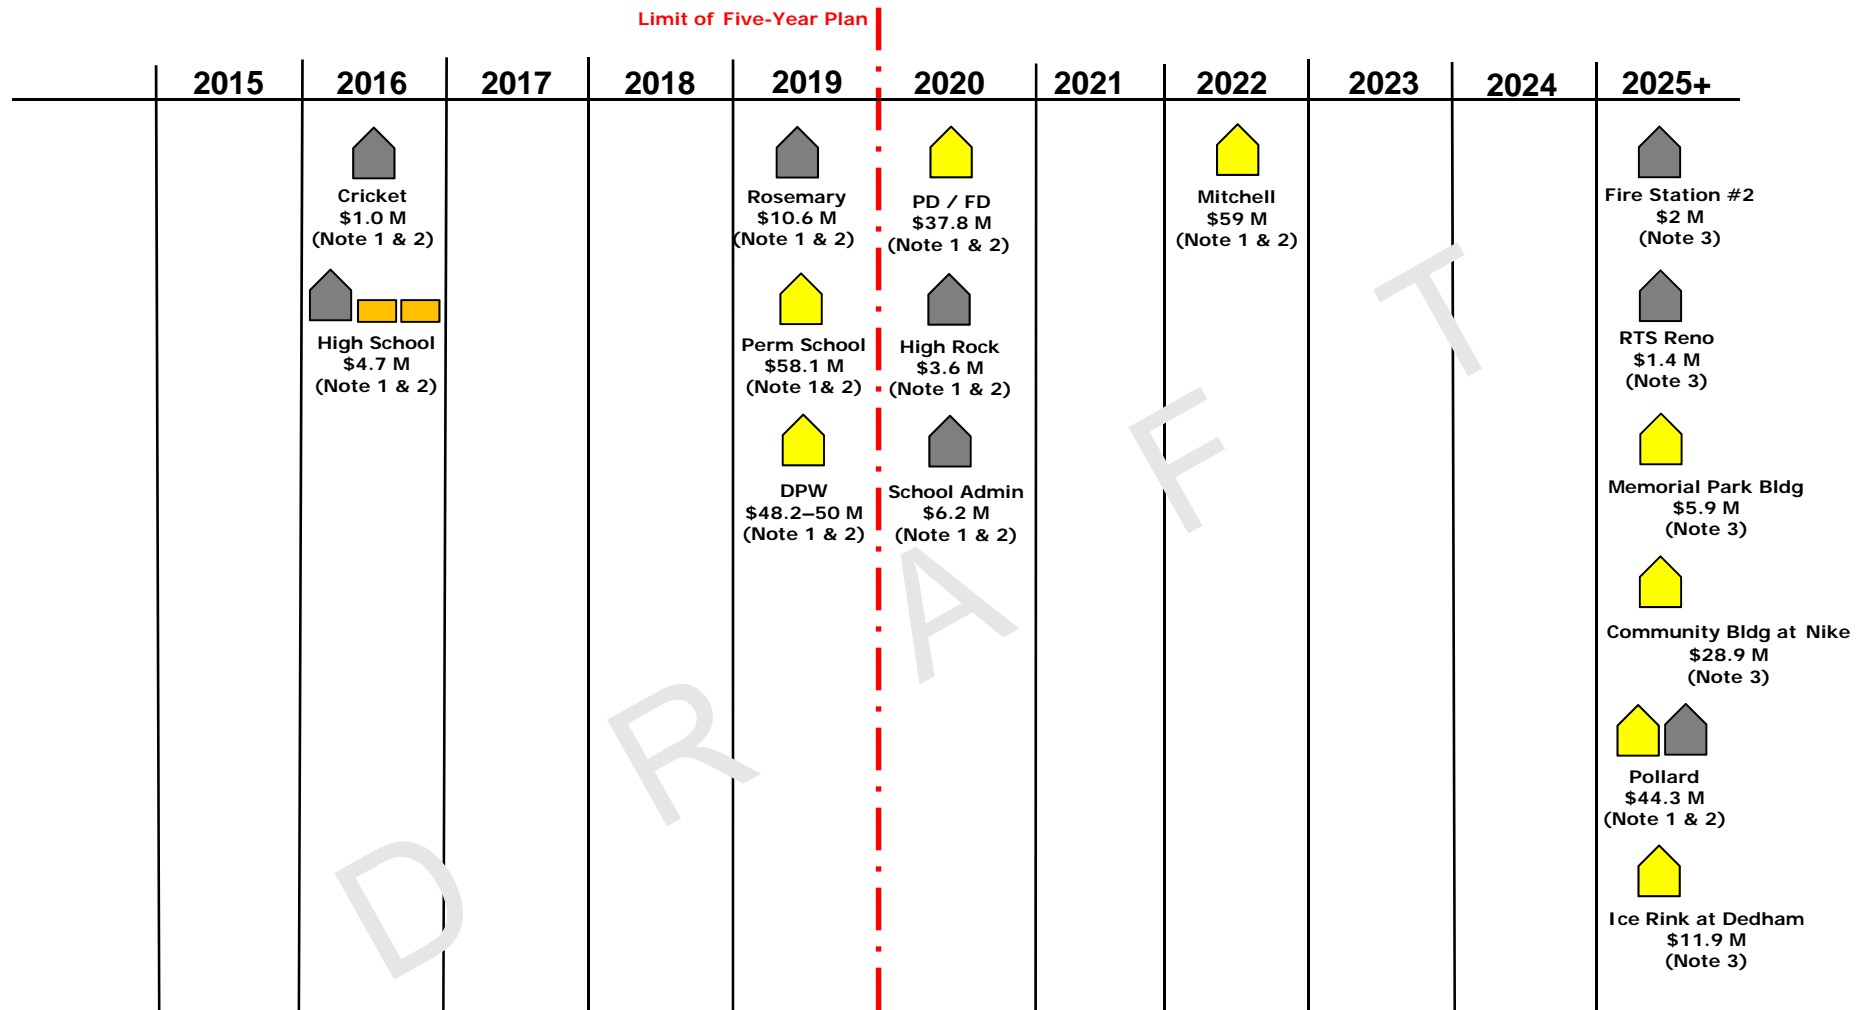 Limit of Five-Year Plan
2015 2016 2017 2018 2019 2020 2021 2022 2023 2024 2025+
Cricket
$1.0 M
(Note 1 & 2)
High School
$4.7 M
(Note 1 & 2)
Rosemary
$10.6 M
(Note 1 & 2)
Perm School
$58.1 M
(Note 1& 2)
DPW
$48.2–50 M
(Note 1 & 2)
PD / FD
$37.8 M
(Note 1 & 2)
High Rock
$3.6 M
(Note 1 & 2)
School Admin
$6.2 M
(Note 1 & 2)
Mitchell
$59 M
(Note 1 & 2)
Fire Station #2
$2 M
(Note 3)
RTS Reno
$1.4 M
(Note 3)
Memorial Park Bldg
$5.9 M
(Note 3)
Community Bldg at Nike
$28.9 M
(Note 3)
Pollard
$44.3 M
(Note 1 & 2)
Ice Rink at Dedham
$11.9 M
(Note 3)
DRAFT